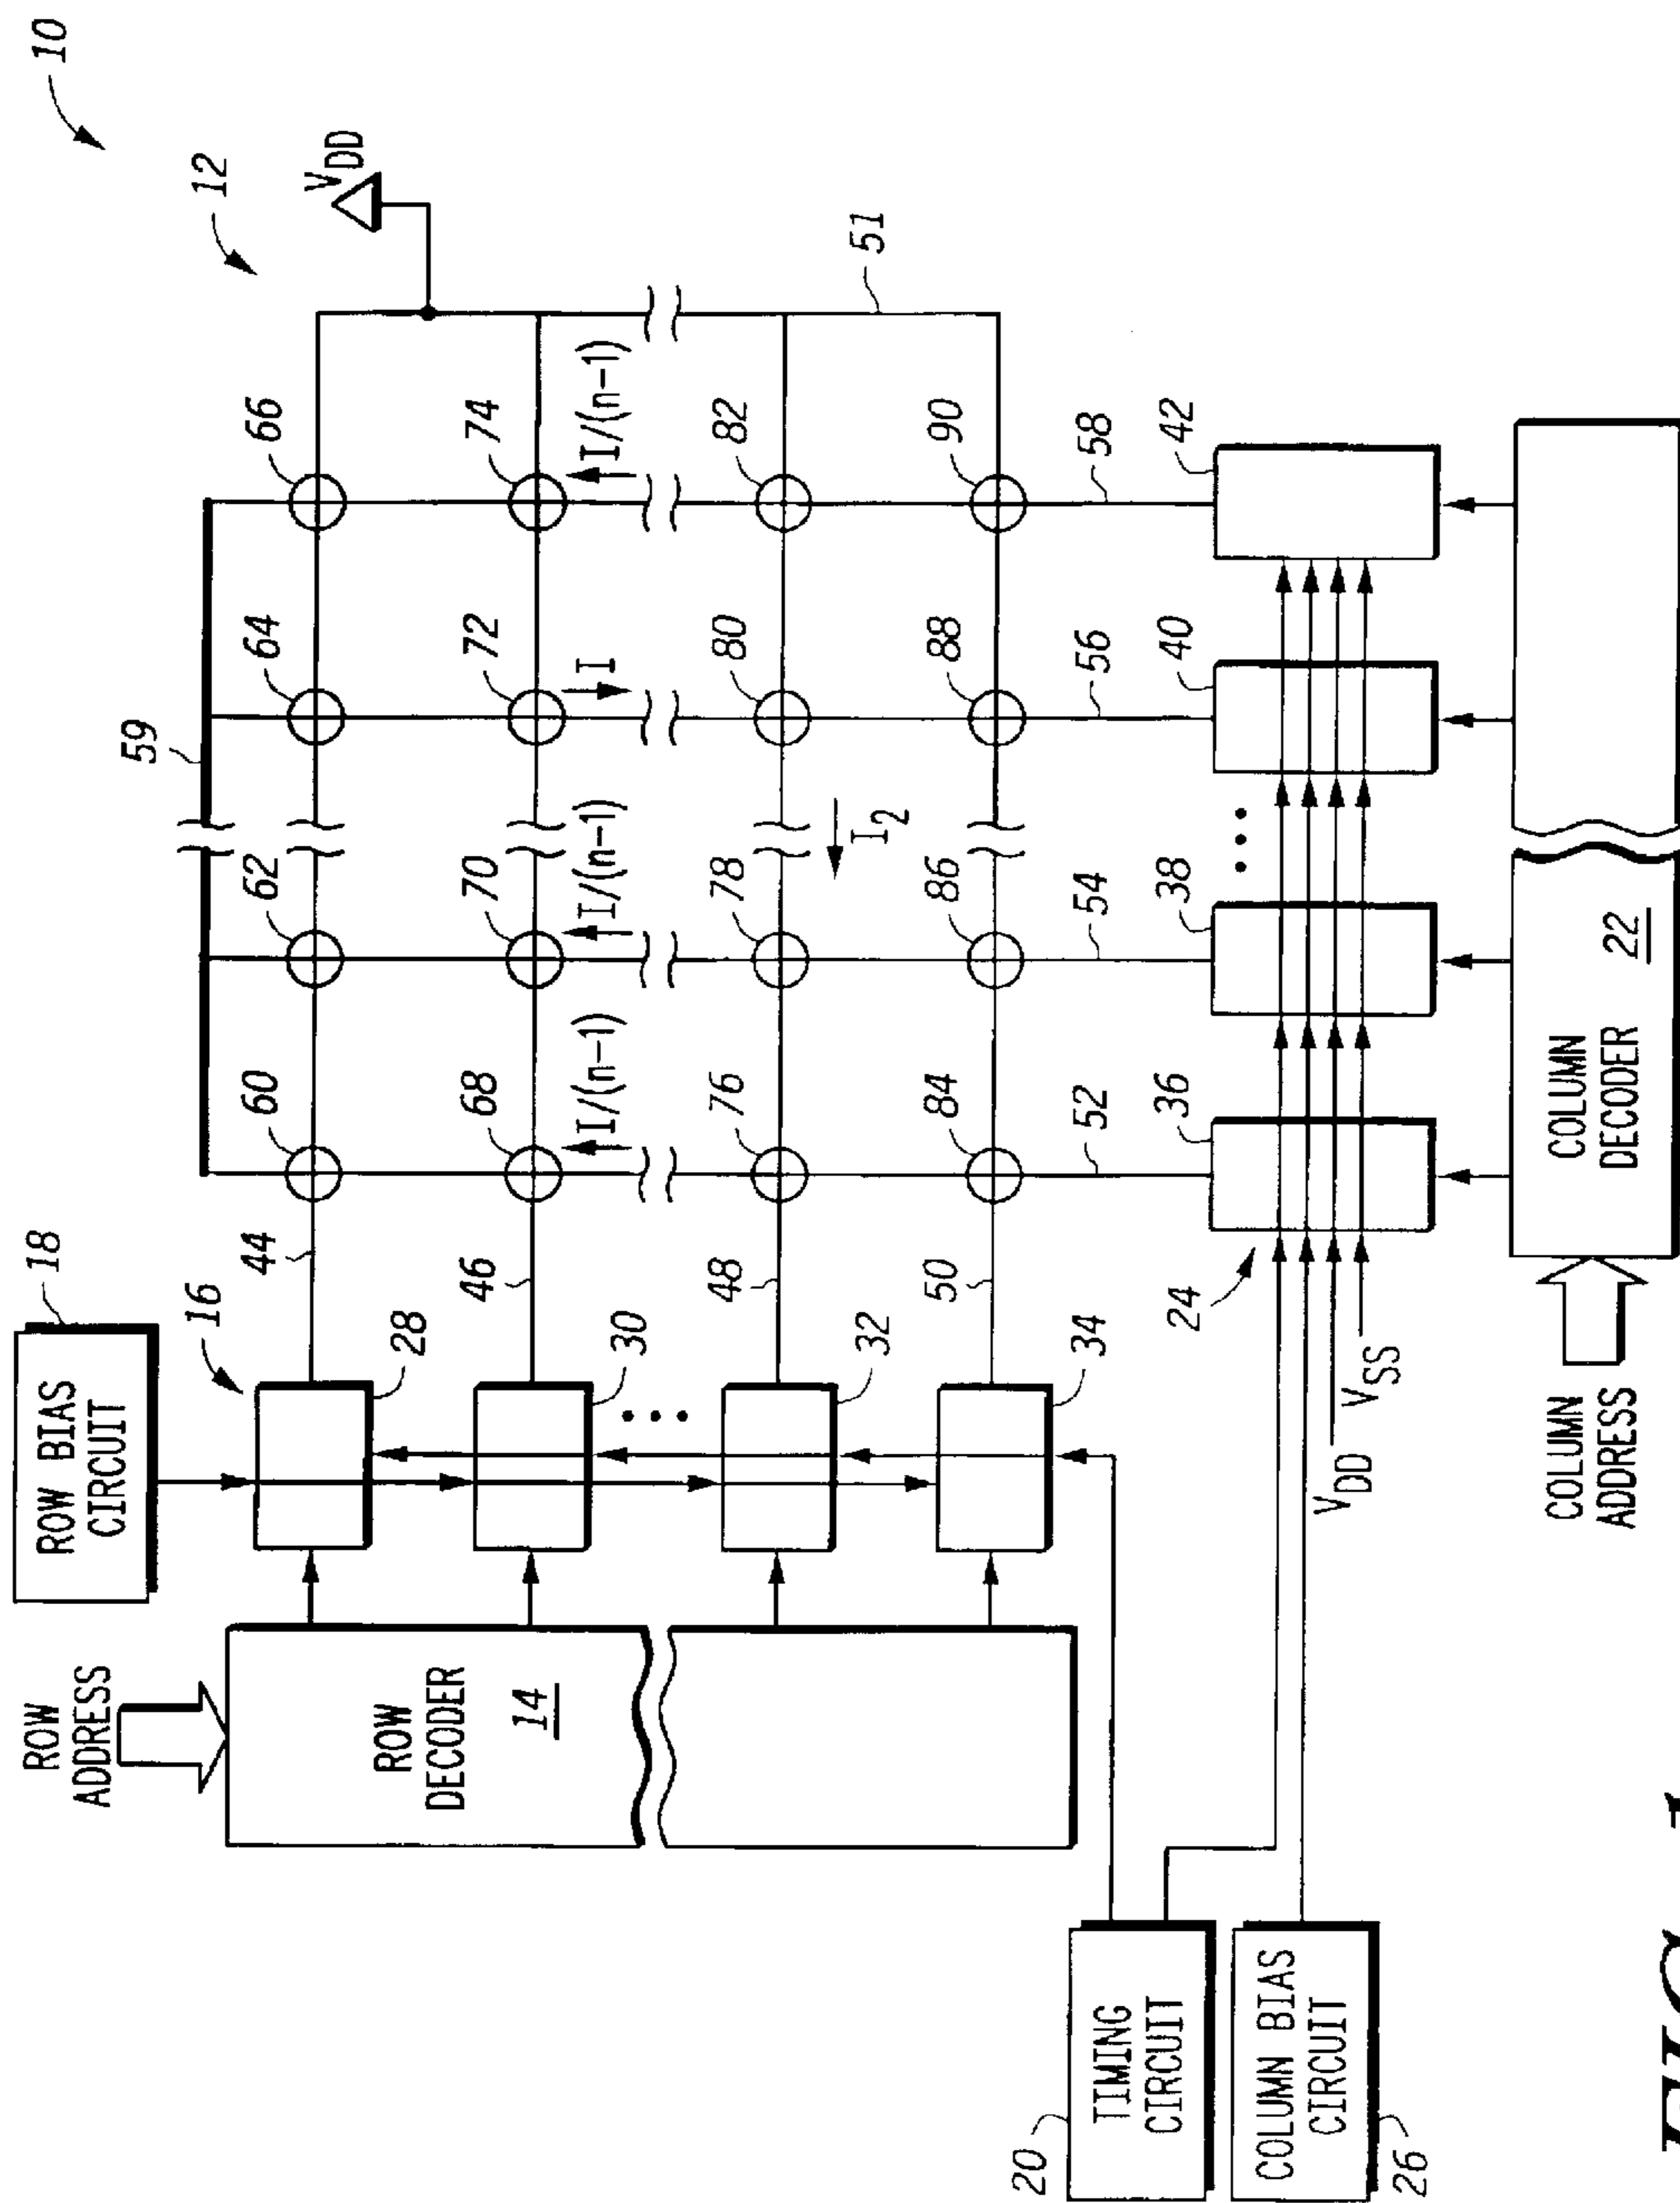 10
12
V DD
ROW BIAS
CIRCUIT
18
16
ROW
ADDRESS
ROW
DECODER
14
28
30
32
34
44
46
48
50
59
60
62
64
66
68
70
72
74
I/(n-1)
I/(n-1)
I
I/(n-1)
76
78
80
82
I2
51
84
86
88
90
52
54
56
58
36
38
40
42
24
VDD
VSS
20
TIMING
CIRCUIT
COLUMN BIAS
CIRCUIT
26
COLUMN
ADDRESS
COLUMN
DECODER
22